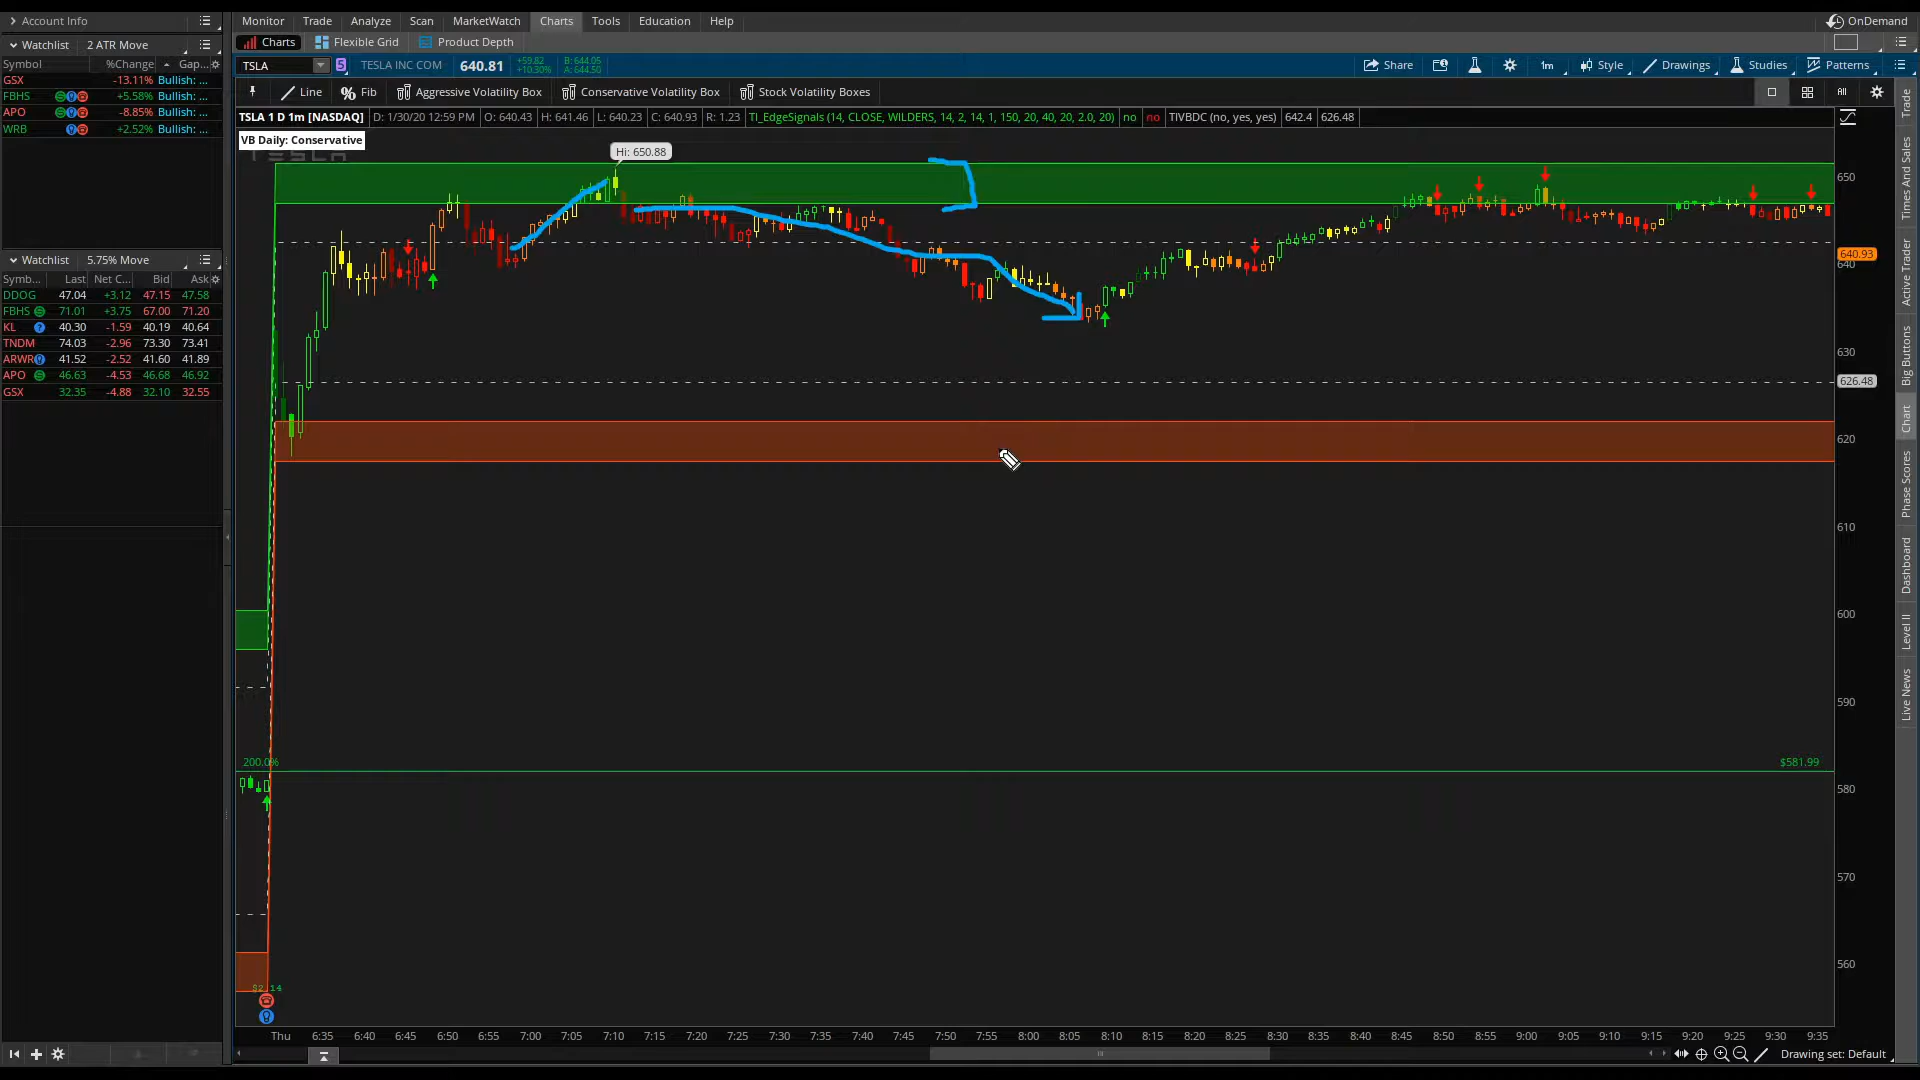 Account Info
Monitor Trade Analyze Scan MarketWatch Charts Tools Education Help OnDemand
Watchlist 2 ATR Move
Charts Flexible Grid Product Depth
Symbol %Change Gap...
GSX -13.11% Bullish: ...
FBHS +5.58% Bullish: ...
APO -8.85% Bullish: ...
WRB +2.52% Bullish: ...
TSLA 5 TESLA INC COM 640.81 +59.82 +10.30% B: 644.05 A: 644.50 Share 1m Style Drawings Studies Patterns
Line Fib Aggressive Volatility Box Conservative Volatility Box Stock Volatility Boxes All
TSLA 1 D 1m [NASDAQ] D: 1/30/20 12:59 PM O: 640.43 H: 641.46 L: 640.23 C: 640.93 R: 1.23 TI_EdgeSignals (14, CLOSE, WILDERS, 14, 2, 14, 1, 150, 20, 40, 20, 2.0, 20) no no TIVBDC (no, yes, yes) 642.4 626.48
VB Daily: Conservative
Hi: 650.88
Watchlist 5.75% Move
Symb... Last Net C... Bid Ask
DDOG 47.04 +3.12 47.15 47.58
FBHS 71.01 +3.75 67.00 71.20
KL 40.30 -1.59 40.19 40.64
TNDM 74.03 -2.96 73.30 73.41
ARWR 41.52 -2.52 41.60 41.89
APO 46.63 -4.53 46.68 46.92
GSX 32.35 -4.88 32.10 32.55
650
640.93
640
630
626.48
620
610
600
590
580
570
560
200.0% $581.99
Thu 6:35 6:40 6:45 6:50 6:55 7:00 7:05 7:10 7:15 7:20 7:25 7:30 7:35 7:40 7:45 7:50 7:55 8:00 8:05 8:10 8:15 8:20 8:25 8:30 8:35 8:40 8:45 8:50 8:55 9:00 9:05 9:10 9:15 9:20 9:25 9:30 9:35
Drawing set: Default
Trade
Times And Sales
Active Trader
Big Buttons
Chart
Phase Scores
Dashboard
Level II
Live News